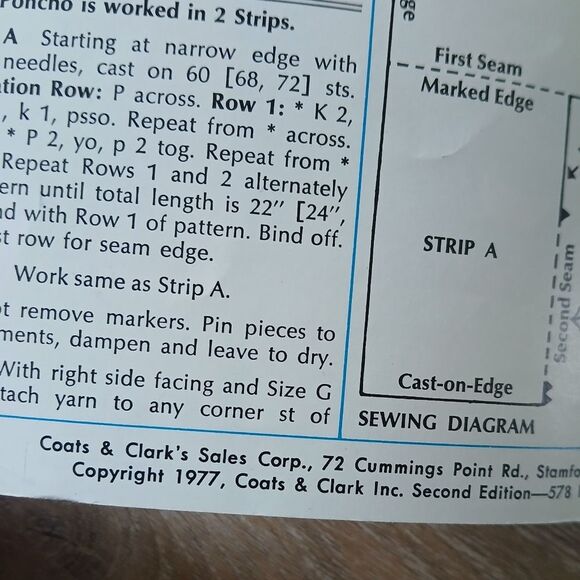 Poncho is worked in 2 Strips.
A Starting at narrow edge with
needles, cast on 60 [68, 72] sts.
tion Row: P across. Row 1: * K 2,
, k 1, psso. Repeat from * across.
* P 2, yo, p 2 tog. Repeat from *
Repeat Rows 1 and 2 alternately
ern until total length is 22" [24",
nd with Row 1 of pattern. Bind off.
st row for seam edge.
Work same as Strip A.
ot remove markers. Pin pieces to
ments, dampen and leave to dry.
With right side facing and Size G
tach yarn to any corner st of
ge
First Seam
Marked Edge
STRIP A
Second Seam
Cast-on-Edge
SEWING DIAGRAM
Coats & Clark's Sales Corp., 72 Cummings Point Rd., Stamfo
Copyright 1977, Coats & Clark Inc. Second Edition—578